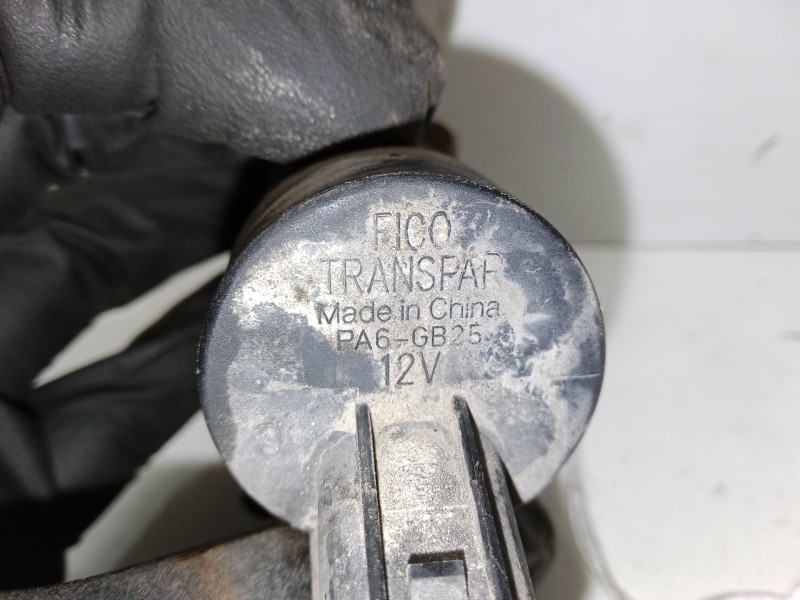 FICO
TRANSPAR
Made in China
PA6-GB25
12V